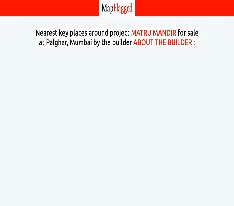 MapFlagged
Nearest key places around project MATRU MANDIR for sale
at Palghar, Mumbai by the builder ABOUT THE BUILDER :